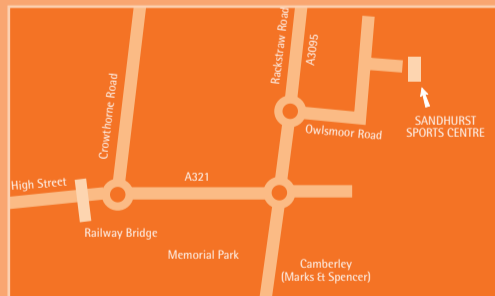 Rackstraw Road
A3095
Crowthorne Road
SANDHURST
SPORTS CENTRE
Owlsmoor Road
High Street
A321
Railway Bridge
Memorial Park
Camberley
(Marks & Spencer)